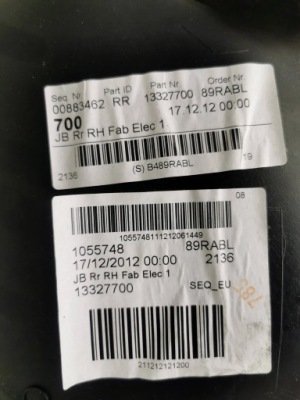 Seq. Nr Part ID Part Nr. Order Nr.
00883462 RR 13327700 89RABL
700 17.12.12 00:00
JB Rr RH Fab Elec 1
2136 (S) B489RABL 19
08
1055748111212061449
1055748 89RABL
17/12/2012 00:00 2136
JB Rr RH Fab Elec 1
13327700 SEQ_EU
211212121200